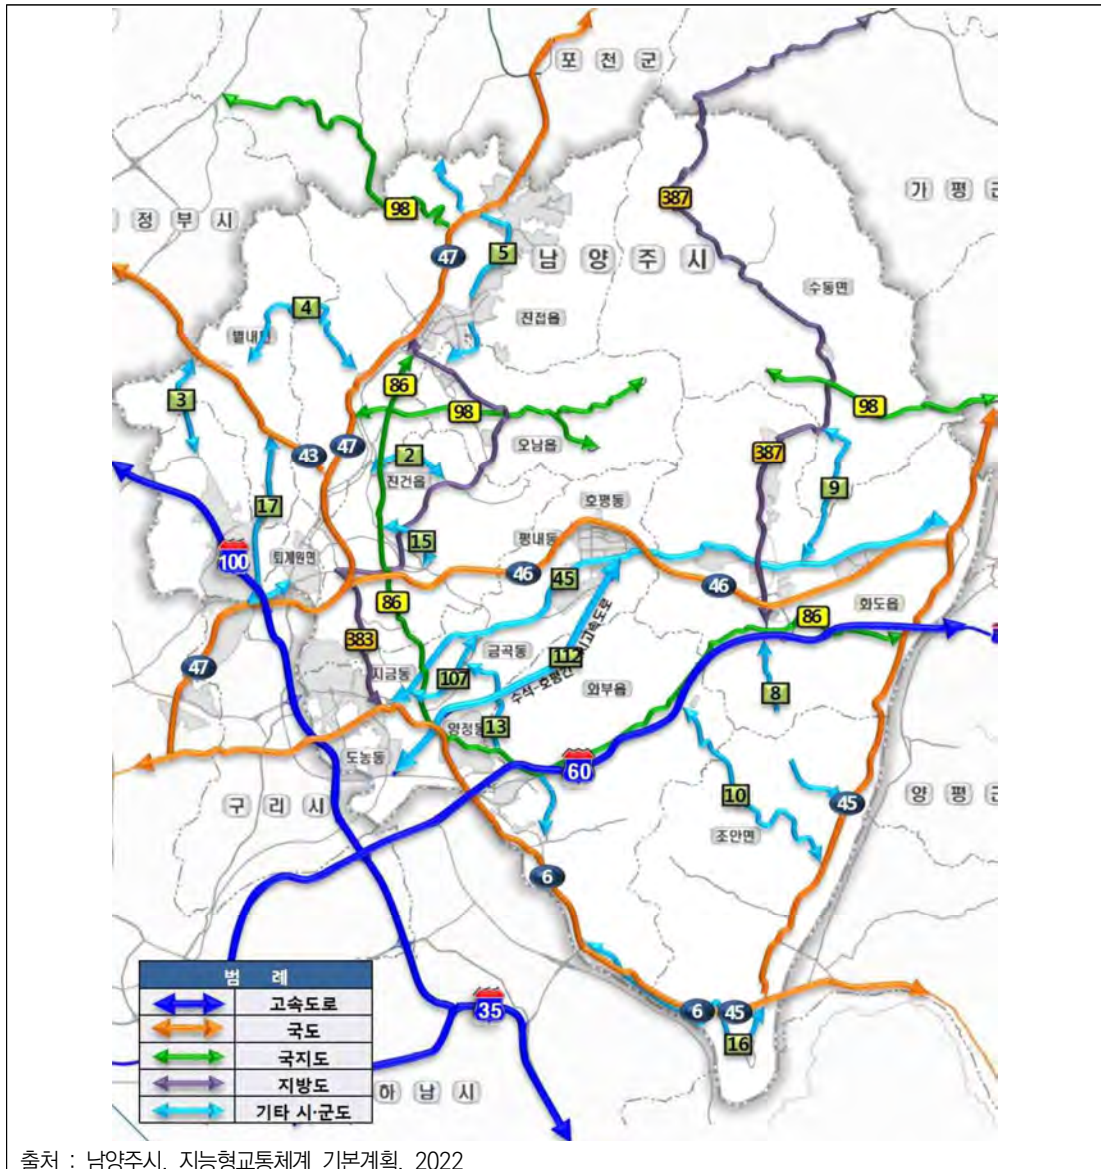 포 천 군
387
가 평 군
98
정 부 시
5
47
남 양 주 시
수동면
4
진접읍
별내면
86
3
98
98
43
47
오남읍
387
2
진건읍
9
17
호평동
15
평내동
퇴계원면
100
46
45
46
86
86
화도읍
383
금곡동
112
수석-호평간
시고속도로
지금동
107
와부읍
47
8
양정동
13
도농동
60
10
45
양 평 군
구 리 시
조안면
6
범 례
고속도로
35
6
45
국도
16
국지도
지방도
하 남 시
기타 시·군도
출처 : 남양주시, 지능형교통체계 기본계획, 2022